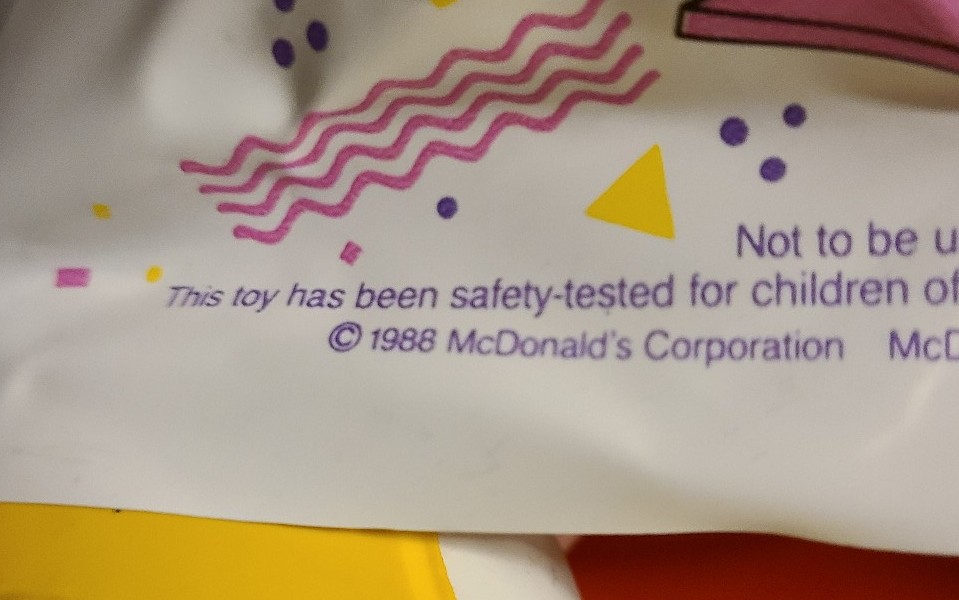 Not to be u
This toy has been safety-tested for children of
© 1988 McDonald's Corporation McD